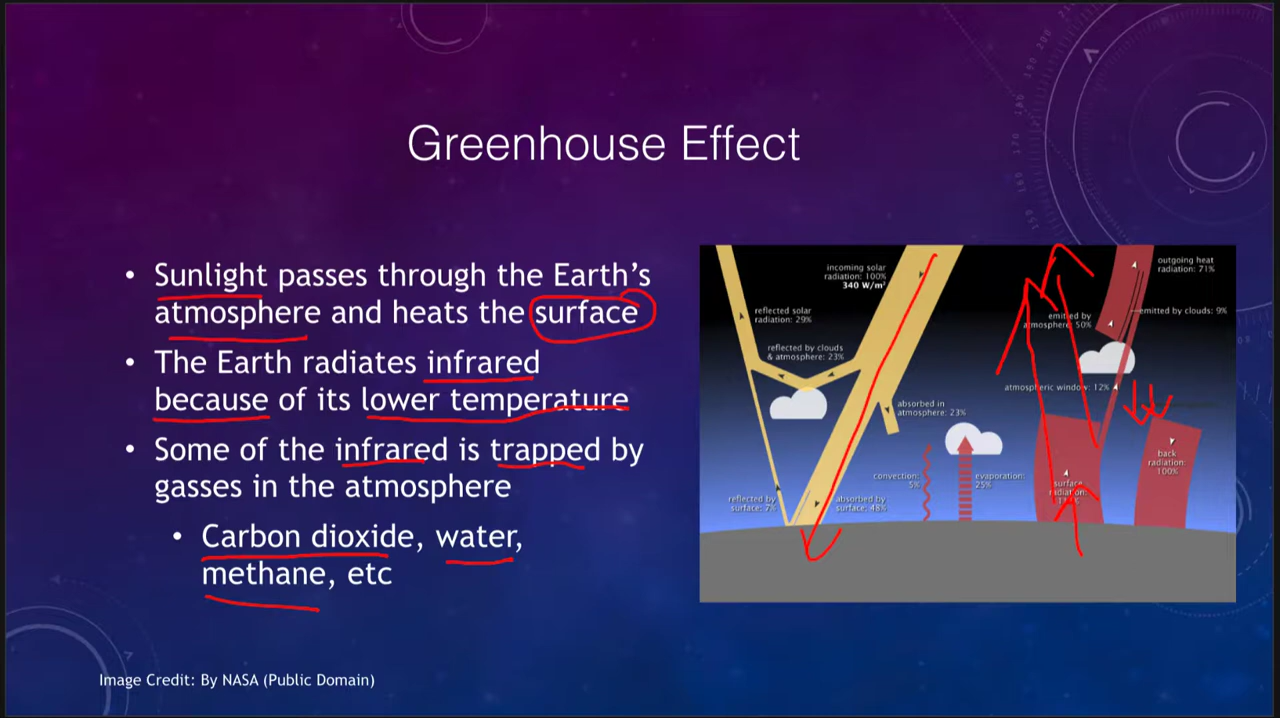 Greenhouse Effect
• Sunlight passes through the Earth’s
atmosphere and heats the surface
• The Earth radiates infrared
because of its lower temperature
• Some of the infrared is trapped by
gasses in the atmosphere
• Carbon dioxide, water,
methane, etc
incoming solar
radiation: 100%
340 W/m²
reflected solar
radiation: 29%
reflected by clouds
& atmosphere: 23%
absorbed in
atmosphere: 23%
reflected by
surface: 7%
absorbed by
surface: 48%
convection:
5%
evaporation:
25%
emitted by
atmosphere: 50%
atmospheric window: 12%
surface
radiation:
outgoing heat
radiation: 71%
emitted by clouds: 9%
back
radiation:
100%
Image Credit: By NASA (Public Domain)